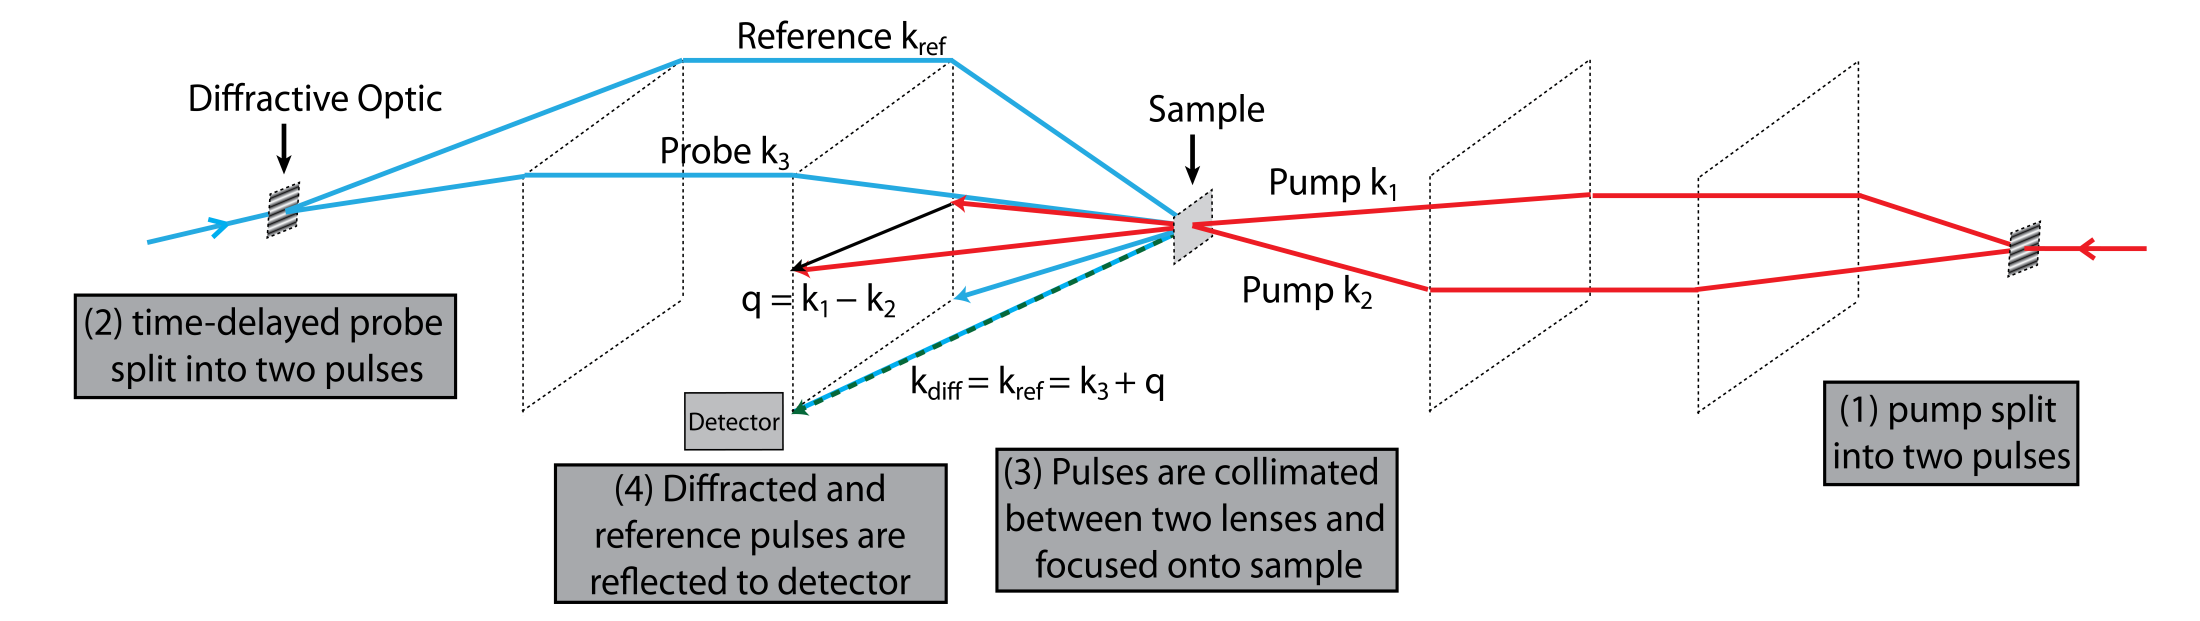 Reference k_ref
Diffractive Optic
Sample
Probe k₃
Pump k₁
Pump k₂
q = k₁ – k₂
(2) time-delayed probe
split into two pulses
k_diff = k_ref = k₃ + q
Detector
(1) pump split
into two pulses
(3) Pulses are collimated
between two lenses and
focused onto sample
(4) Diffracted and
reference pulses are
reflected to detector